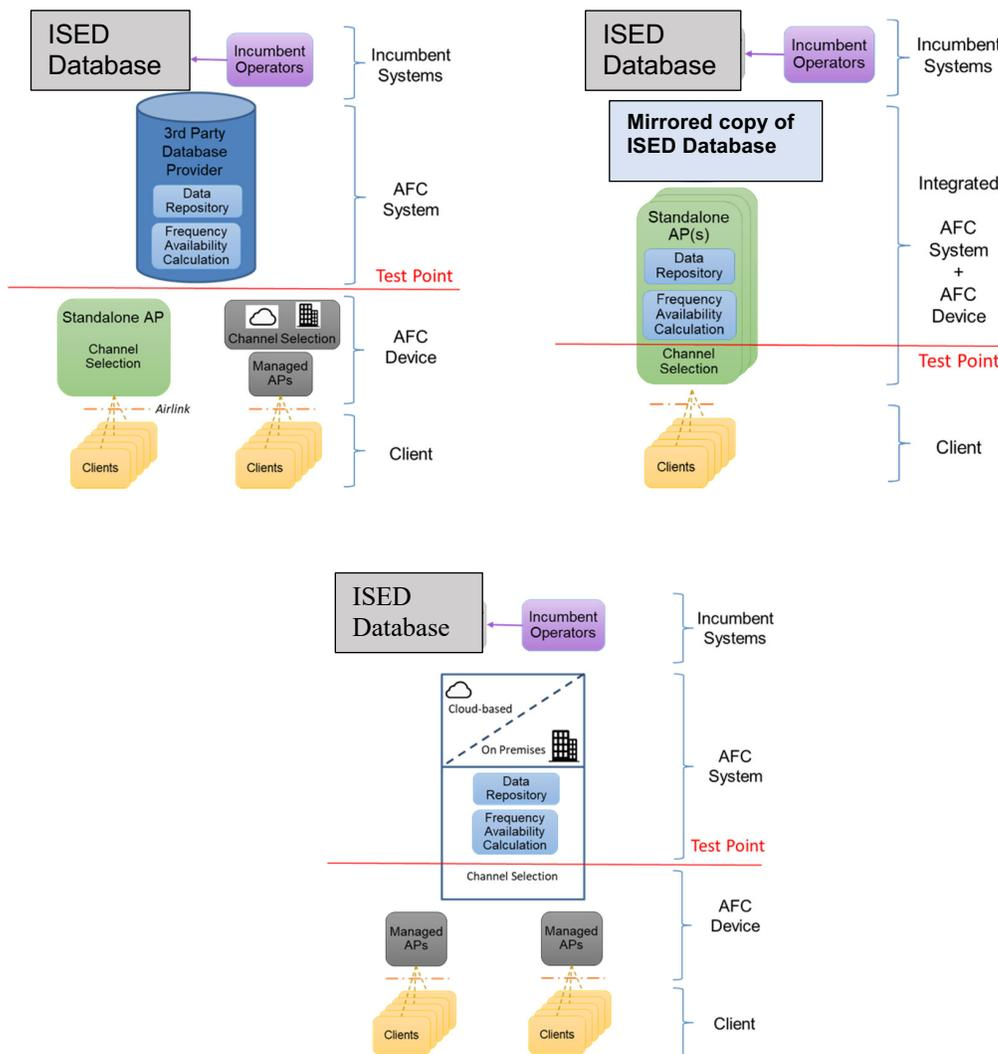 ISED
Database
Incumbent
Operators
Incumbent
Systems
3rd Party
Database
Provider
Data
Repository
Frequency
Availability
Calculation
AFC
System
Test Point
Standalone AP
Channel
Selection
Channel Selection
Managed
APs
AFC
Device
Airlink
Clients
Clients
Client
ISED
Database
Incumbent
Operators
Incumbent
Systems
Mirrored copy of
ISED Database
Standalone
AP(s)
Data
Repository
Frequency
Availability
Calculation
Channel
Selection
Integrated
AFC
System
+
AFC
Device
Test Point
Clients
Client
ISED
Database
Incumbent
Operators
Incumbent
Systems
Cloud-based
On Premises
Data
Repository
Frequency
Availability
Calculation
AFC
System
Test Point
Channel Selection
Managed
APs
Managed
APs
AFC
Device
Clients
Clients
Client